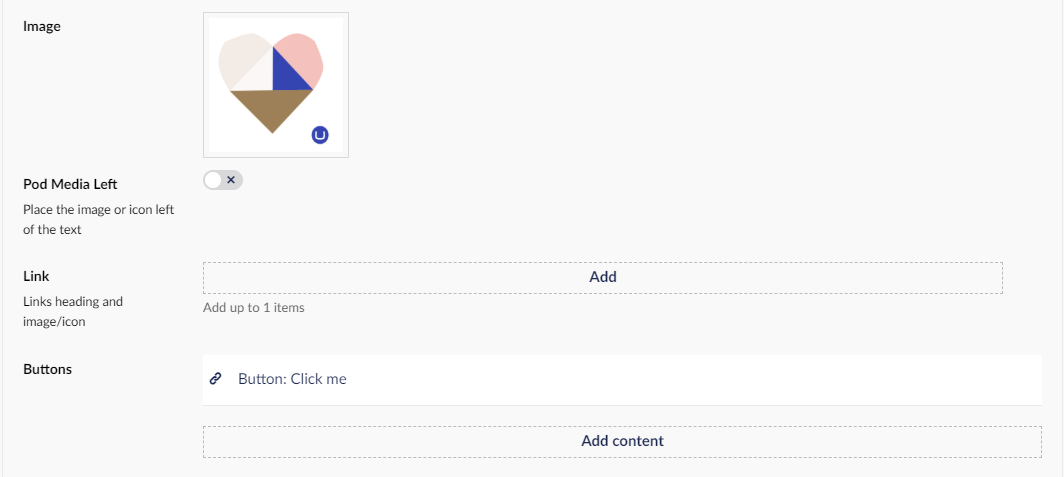 Image
Pod Media Left
Place the image or icon left
of the text
Link
Links heading and
image/icon
Add
Add up to 1 items
Buttons
Button: Click me
Add content